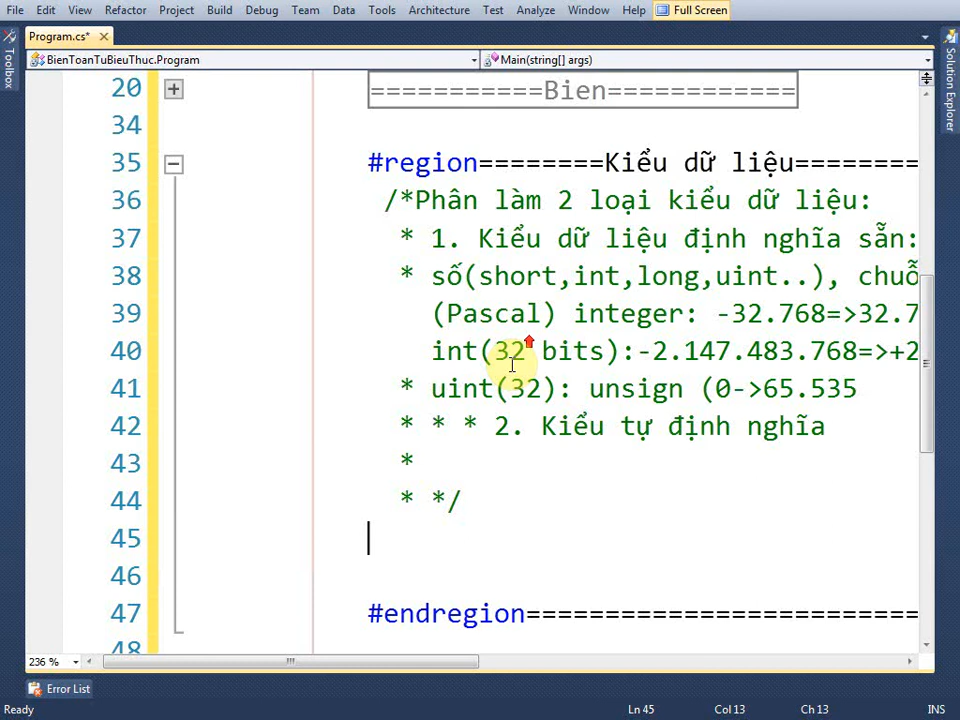 File Edit View Refactor Project Build Debug Team Data Tools Architecture Test Analyze Window Help Full Screen
Program.cs*
BienToanTuBieuThuc.Program Main(string[] args)
Toolbox
Solution Explorer
20 ===========Bien============
34
35 #region========Kiểu dữ liệu========
36 /*Phân làm 2 loại kiểu dữ liệu:
37 * 1. Kiểu dữ liệu định nghĩa sẵn:
38 * số(short,int,long,uint..), chuỗ
39 (Pascal) integer: -32.768=>32.7
40 int(32 bits):-2.147.483.768=>+2
41 * uint(32): unsign (0->65.535
42 * * * 2. Kiểu tự định nghĩa
43 *
44 * */
45
46
47 #endregion=========================
48
236 %
Error List
Ready Ln 45 Col 13 Ch 13 INS